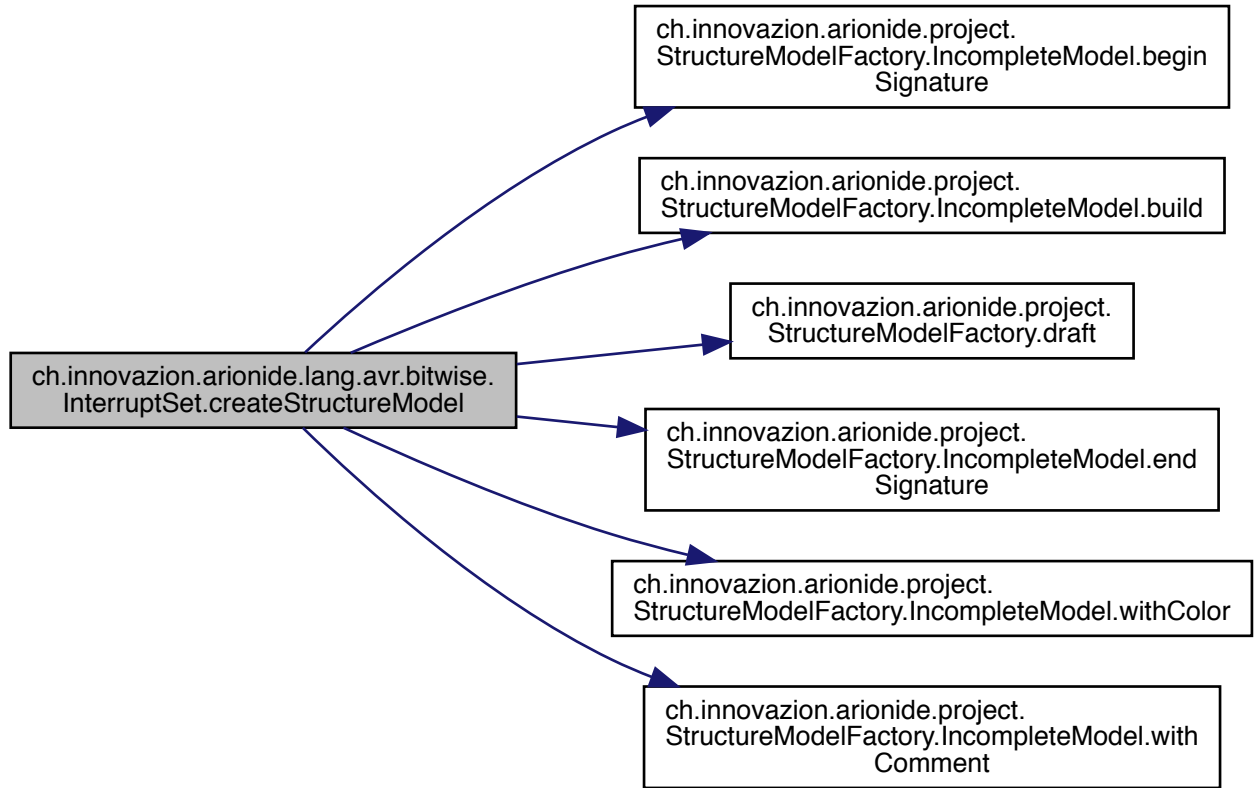 ch.innovazion.arionide.project.
StructureModelFactory.IncompleteModel.begin
Signature
ch.innovazion.arionide.project.
StructureModelFactory.IncompleteModel.build
ch.innovazion.arionide.project.
StructureModelFactory.draft
ch.innovazion.arionide.lang.avr.bitwise.
InterruptSet.createStructureModel
ch.innovazion.arionide.project.
StructureModelFactory.IncompleteModel.end
Signature
ch.innovazion.arionide.project.
StructureModelFactory.IncompleteModel.withColor
ch.innovazion.arionide.project.
StructureModelFactory.IncompleteModel.with
Comment